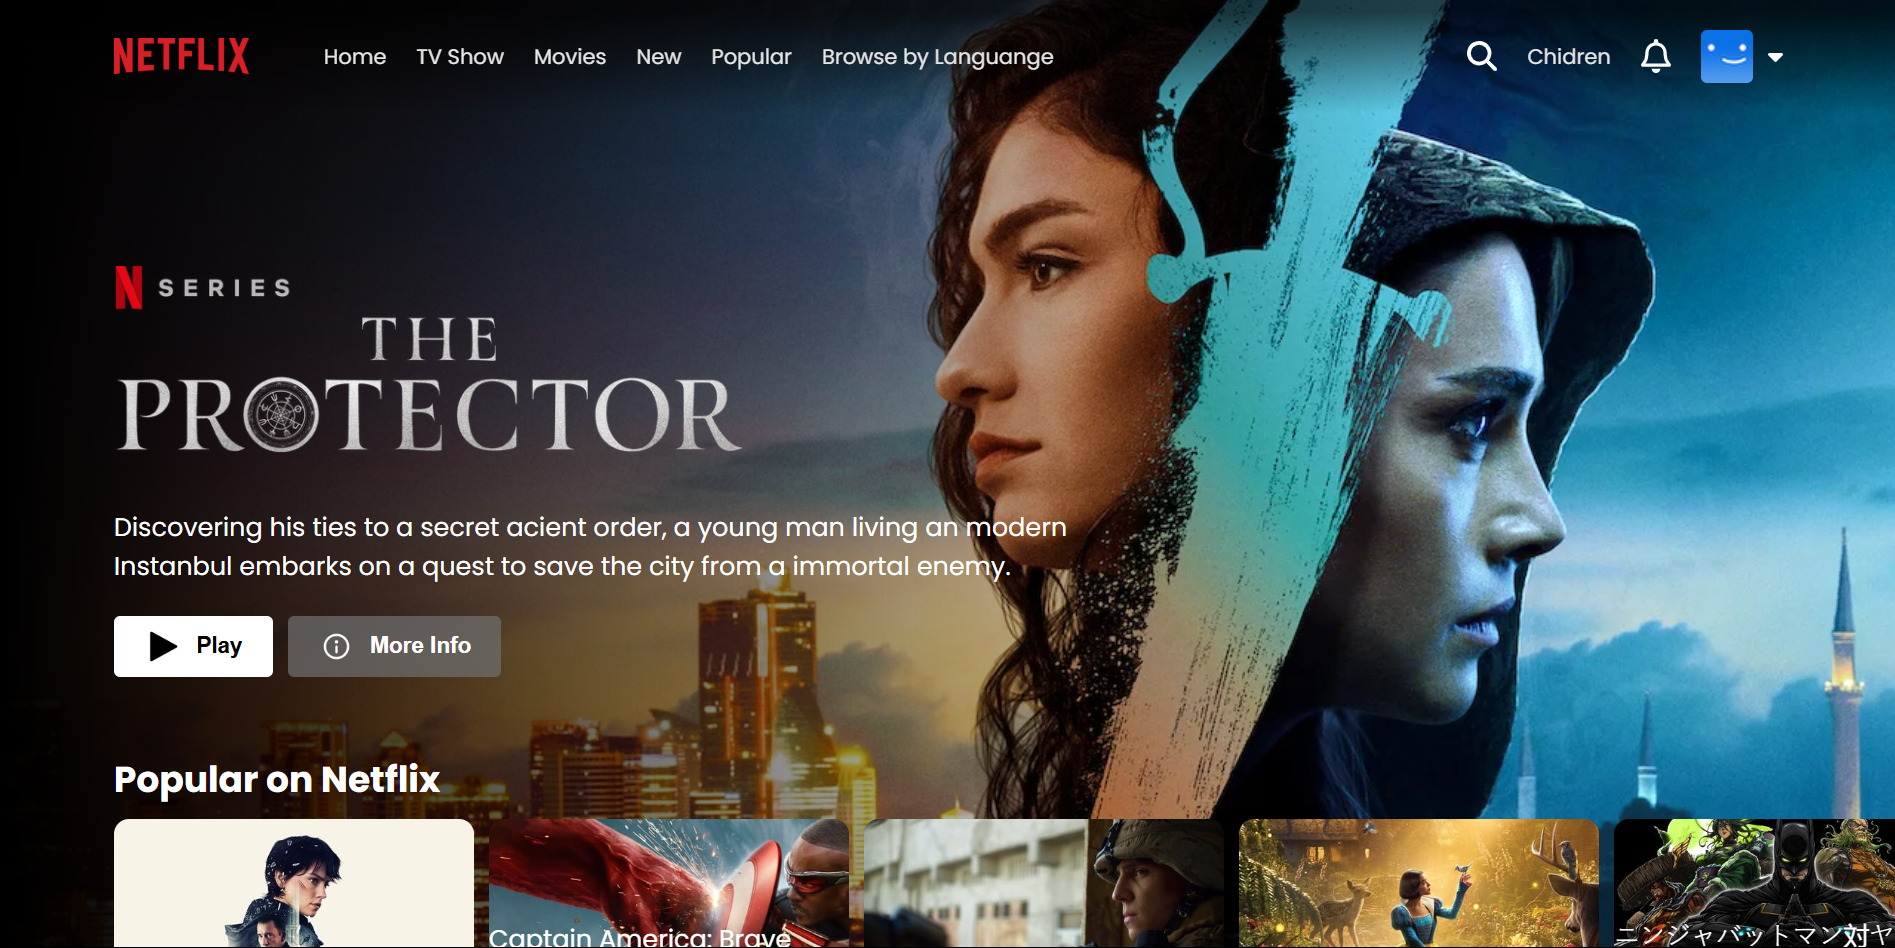 NETFLIX
Home
TV Show
Movies
New
Popular
Browse by Languange
Chidren
N SERIES
THE
PROTECTOR
Discovering his ties to a secret acient order, a young man living an modern
Instanbul embarks on a quest to save the city from a immortal enemy.
Play
More Info
Popular on Netflix
Captain America: Brave
ニンジャバットマン対ヤ